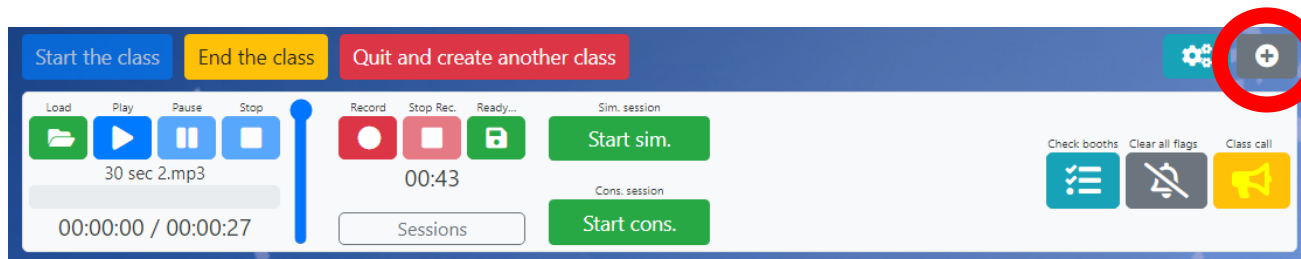 Start the class
End the class
Quit and create another class
Load Play Pause Stop
30 sec 2.mp3
00:00:00 / 00:00:27
Record Stop Rec. Ready...
00:43
Sessions
Sim. session
Start sim.
Cons. session
Start cons.
Check booths Clear all flags Class call